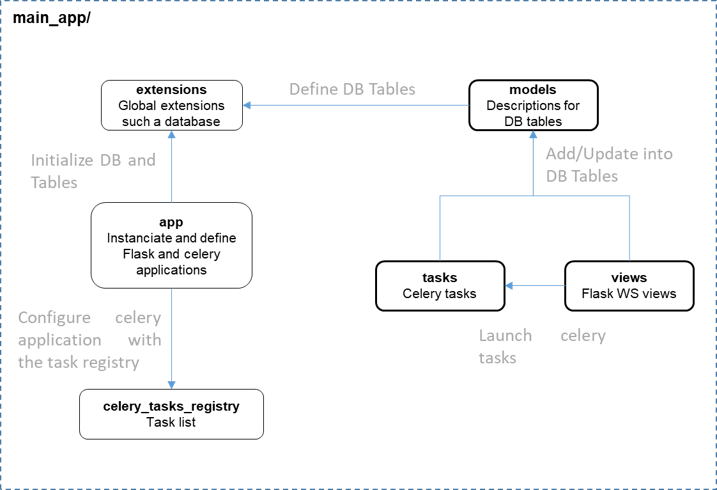 main_app/
extensions
Global extensions
such a database
Define DB Tables
models
Descriptions for
DB tables
Initialize DB and
Tables
Add/Update into
DB Tables
app
Instanciate and define
Flask and celery
applications
tasks
Celery tasks
views
Flask WS views
Configure celery
application with
the task registry
Launch celery
tasks
celery_tasks_registry
Task list